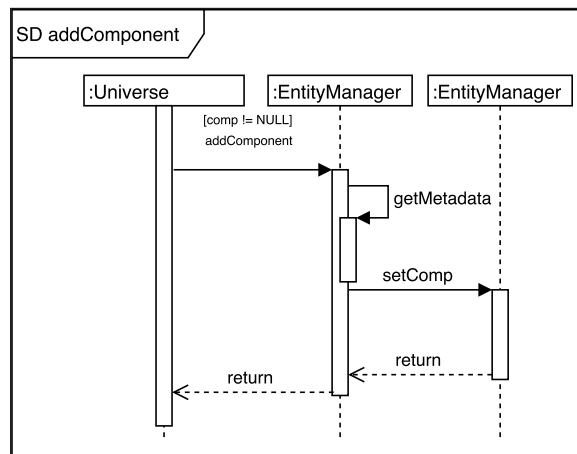 SD addComponent
:Universe
:EntityManager
:EntityManager
[comp != NULL]
addComponent
getMetadata
setComp
return
return